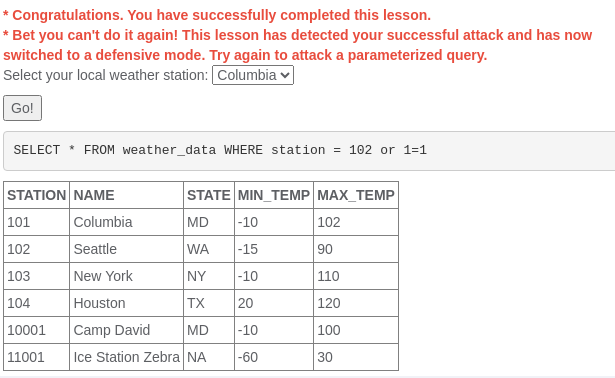 * Congratulations. You have successfully completed this lesson.
* Bet you can't do it again! This lesson has detected your successful attack and has now
switched to a defensive mode. Try again to attack a parameterized query.
Select your local weather station: Columbia
Go!
SELECT * FROM weather_data WHERE station = 102 or 1=1
STATION NAME STATE MIN_TEMP MAX_TEMP
101 Columbia MD -10 102
102 Seattle WA -15 90
103 New York NY -10 110
104 Houston TX 20 120
10001 Camp David MD -10 100
11001 Ice Station Zebra NA -60 30